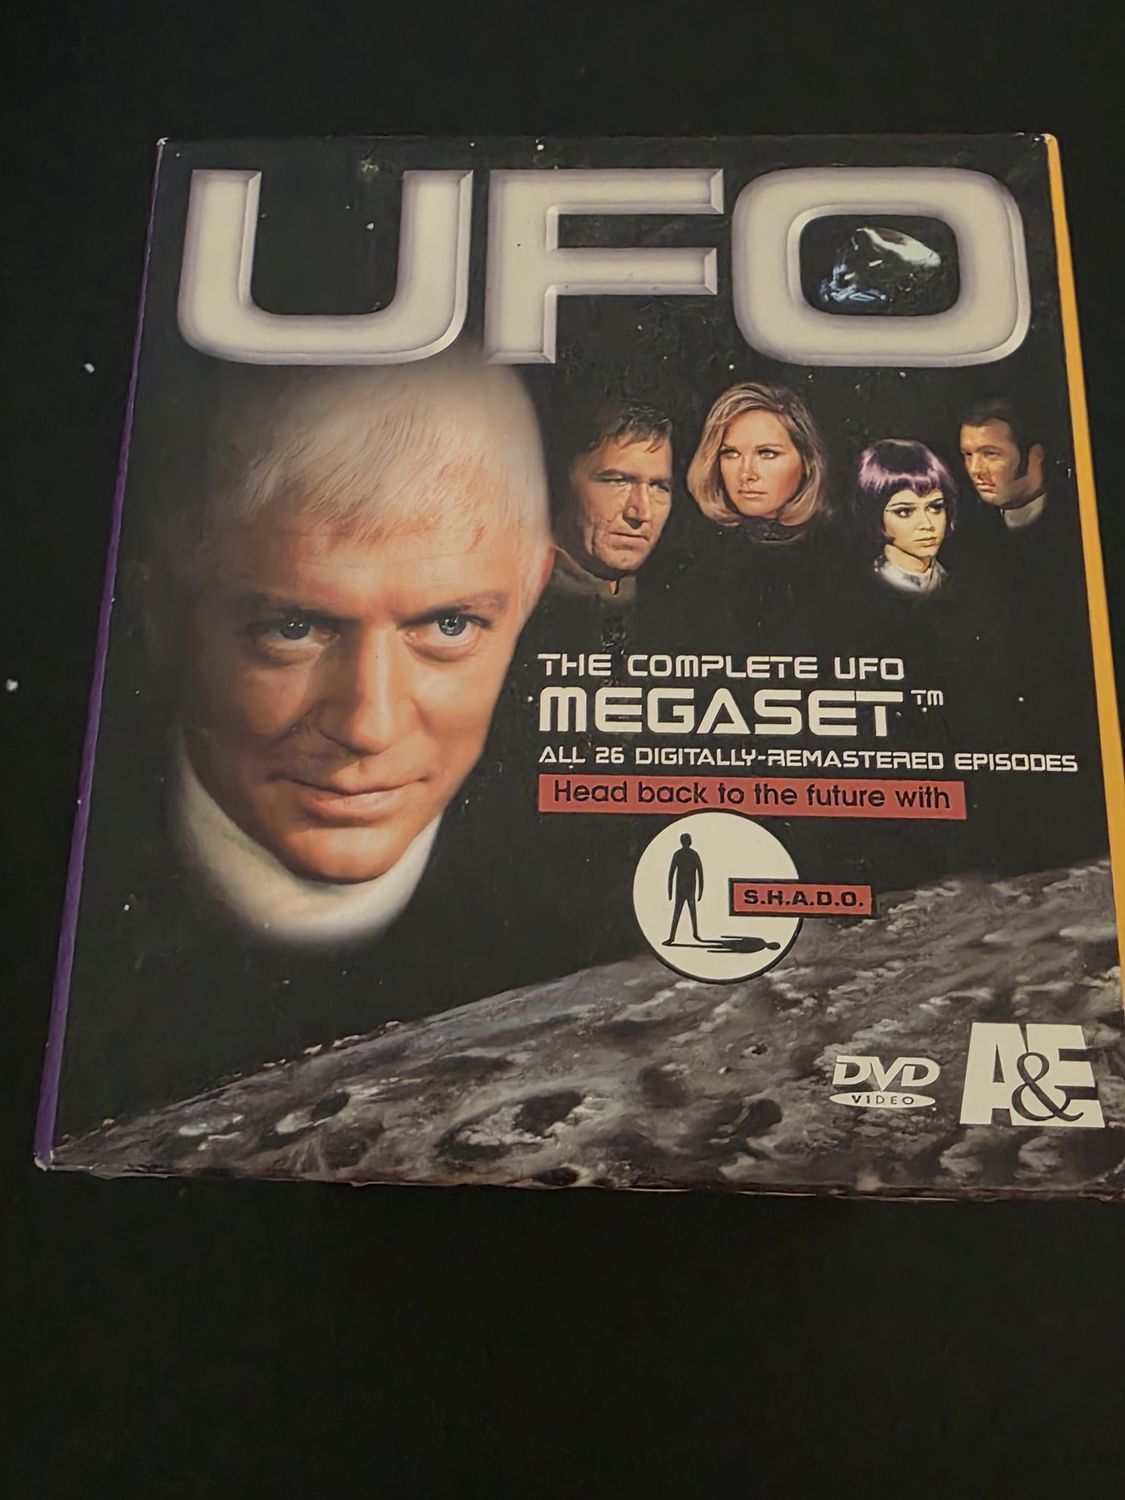 UFO
THE COMPLETE UFO
MEGASET™
ALL 26 DIGITALLY-REMASTERED EPISODES
Head back to the future with
S.H.A.D.O.
DVD
VIDEO
A&E